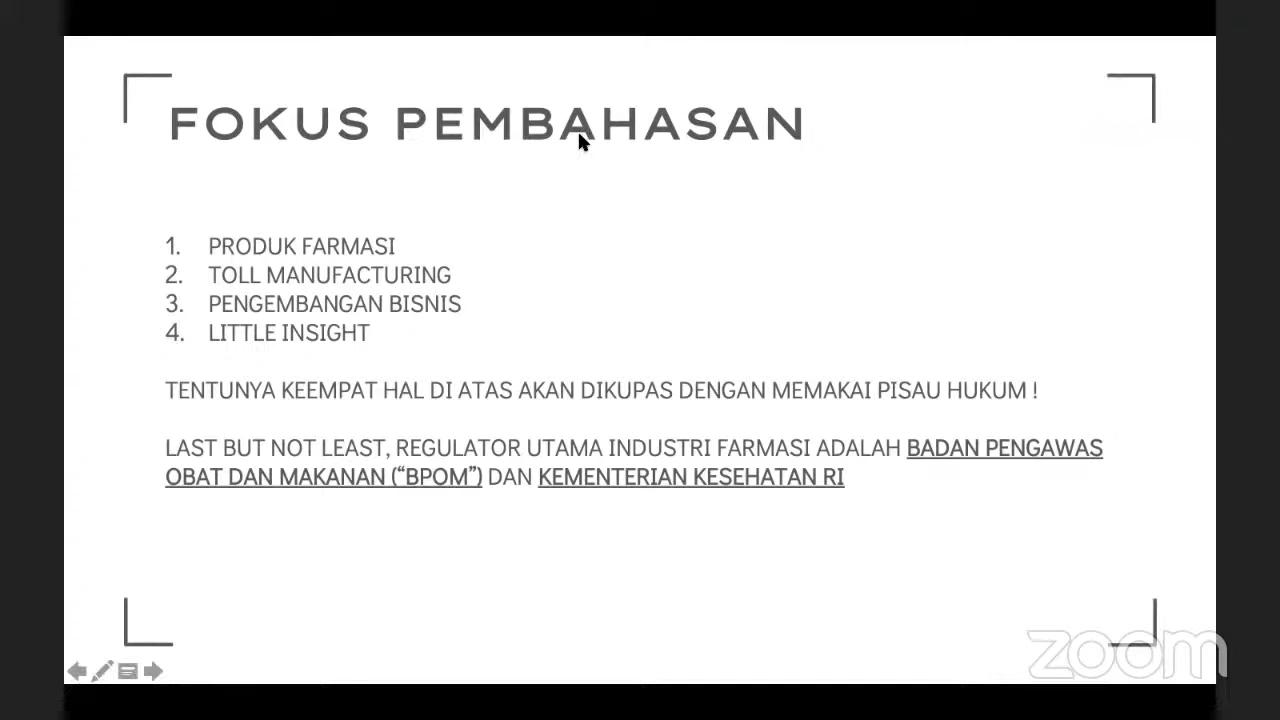 FOKUS PEMBAHASAN
1. PRODUK FARMASI
2. TOLL MANUFACTURING
3. PENGEMBANGAN BISNIS
4. LITTLE INSIGHT
TENTUNYA KEEMPAT HAL DI ATAS AKAN DIKUPAS DENGAN MEMAKAI PISAU HUKUM !
LAST BUT NOT LEAST, REGULATOR UTAMA INDUSTRI FARMASI ADALAH BADAN PENGAWAS
OBAT DAN MAKANAN (“BPOM”) DAN KEMENTERIAN KESEHATAN RI
zoom